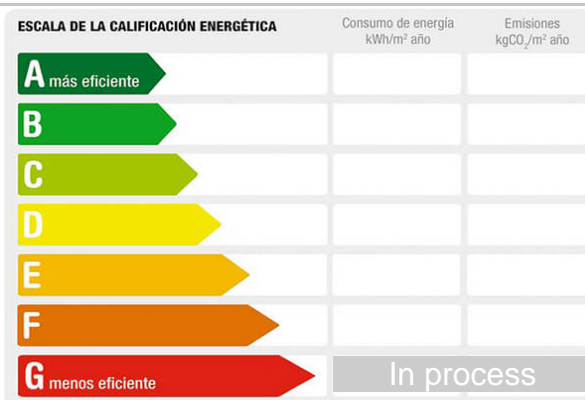 ESCALA DE LA CALIFICACIÓN ENERGÉTICA
Consumo de energía
kWh/m² año
Emisiones
kgCO₂/m² año
A más eficiente
B
C
D
E
F
G menos eficiente
In process